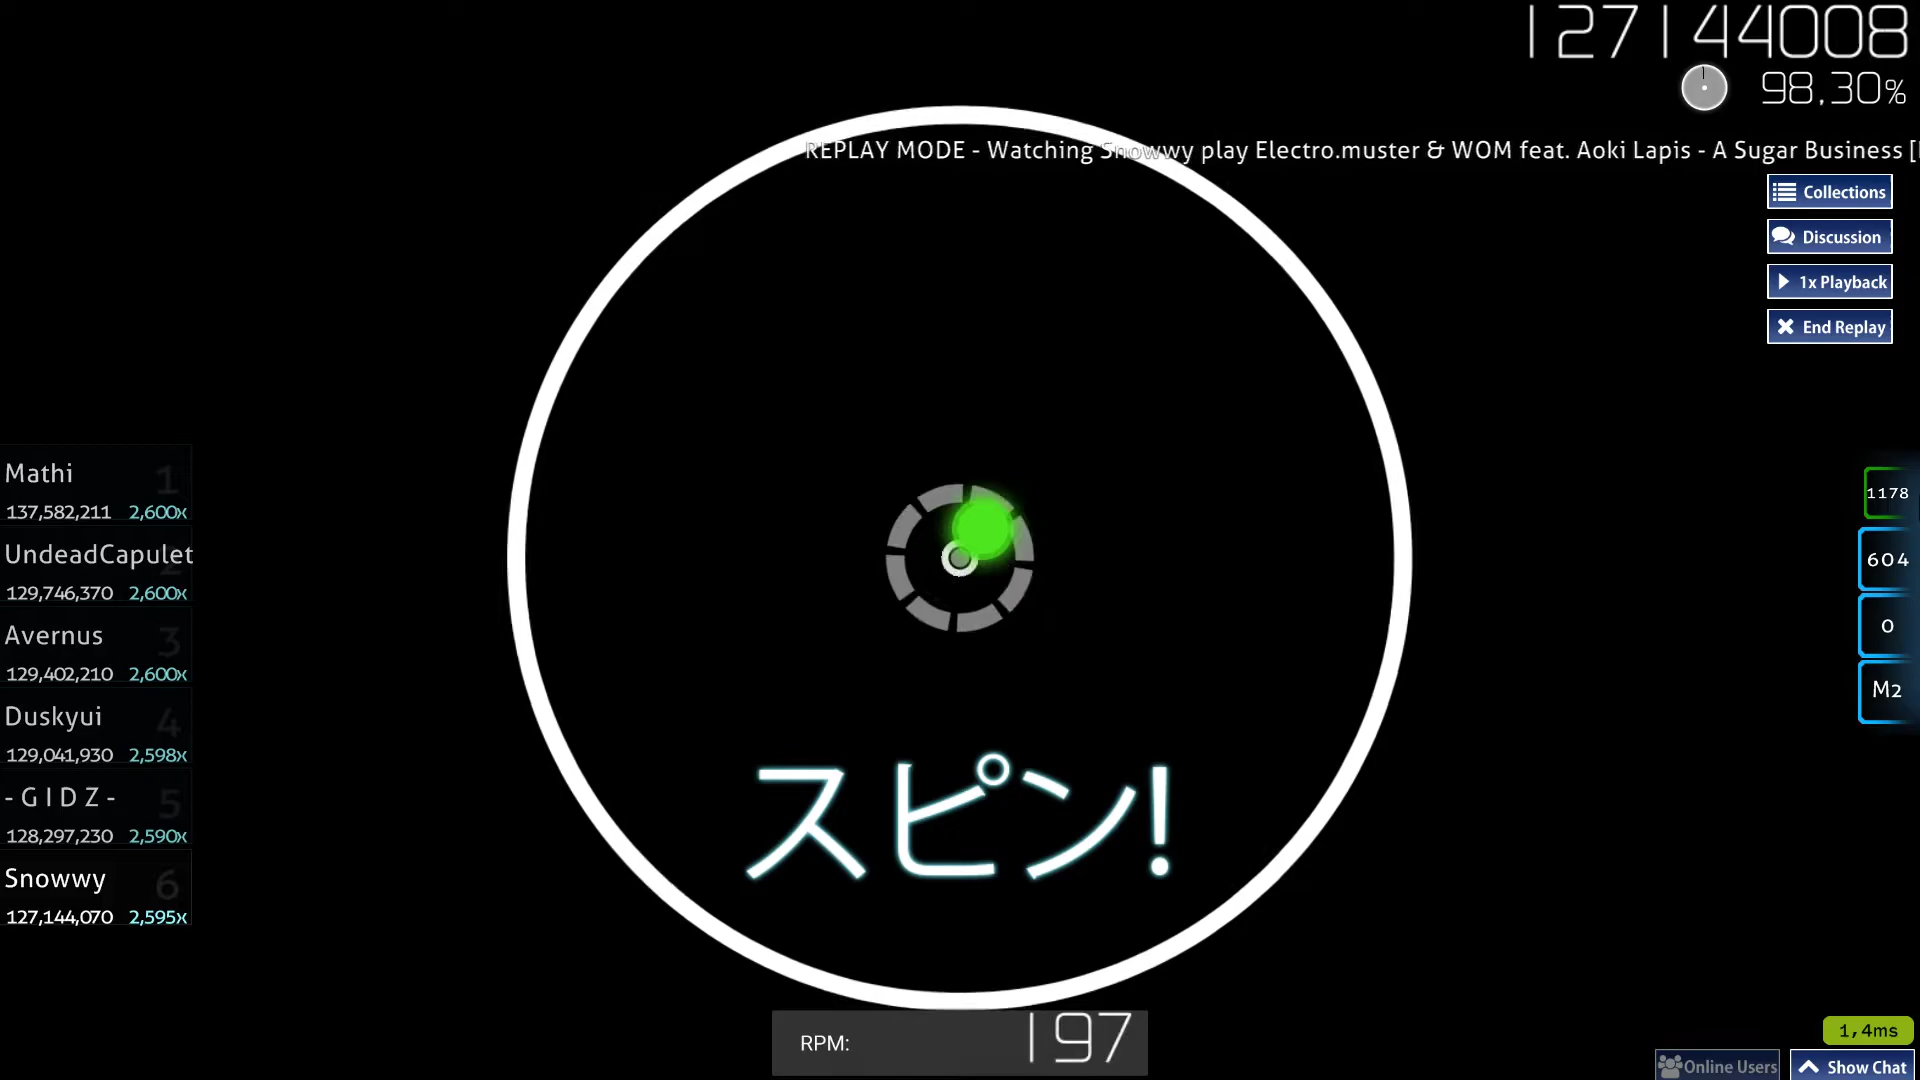 127144008
98,30%
REPLAY MODE - Watching Snowwy play Electro.muster & WOM feat. Aoki Lapis - A Sugar Business [
Collections
Discussion
1x Playback
End Replay
Mathi 1
137,582,211 2,600x
UndeadCapulet 2
129,746,370 2,600x
Avernus 3
129,402,210 2,600x
Duskyui 4
129,041,930 2,598x
- G I D Z - 5
128,297,230 2,590x
Snowwy 6
127,144,070 2,595x
1178
604
0
M2
スピン!
RPM: 197
1,4ms
Online Users
Show Chat